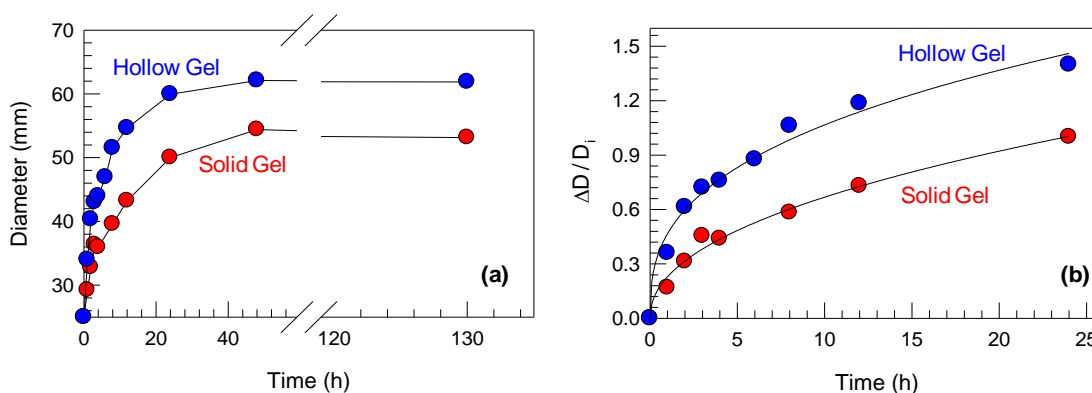 70
60
50
40
30
Diameter (mm)
Hollow Gel
Solid Gel
(a)
0
20
40
120
130
Time (h)
1.5
1.2
0.9
0.6
0.3
0.0
ΔD / Di
Hollow Gel
Solid Gel
(b)
0
5
10
15
20
25
Time (h)